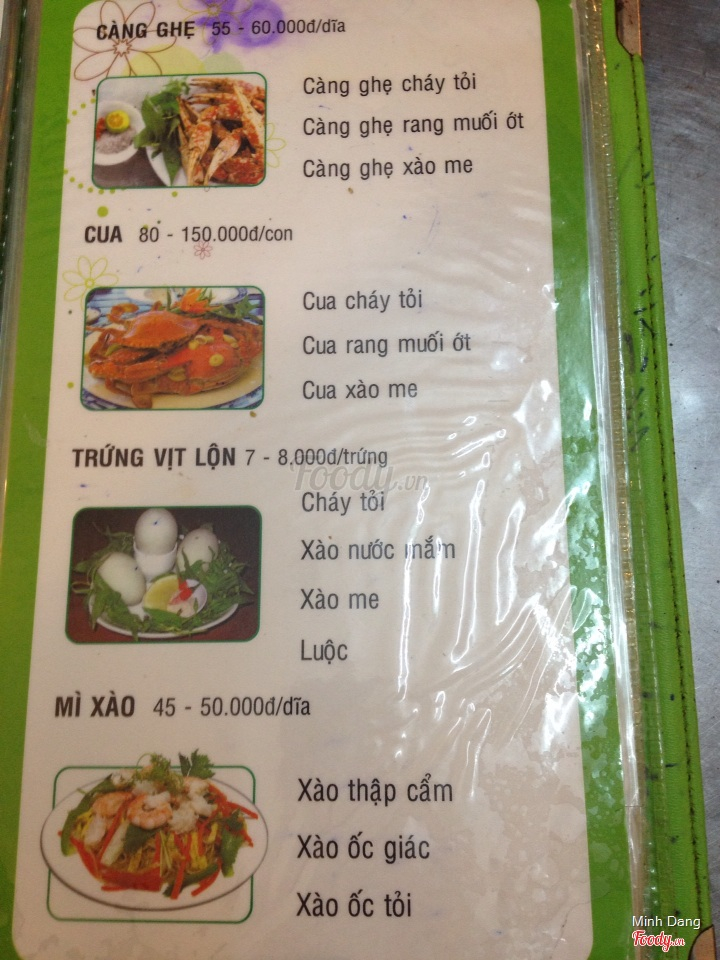 CÀNG GHẸ 55 - 60.000đ/dĩa
Càng ghẹ cháy tỏi
Càng ghẹ rang muối ớt
Càng ghẹ xào me
CUA 80 - 150.000đ/con
Cua cháy tỏi
Cua rang muối ớt
Cua xào me
TRỨNG VỊT LỘN 7 - 8.000đ/trứng
foody.vn
Cháy tỏi
Xào nước mắm
Xào me
Luộc
MÌ XÀO 45 - 50.000đ/dĩa
Xào thập cẩm
Xào ốc giác
Xào ốc tỏi
Minh Dang
Foody.vn